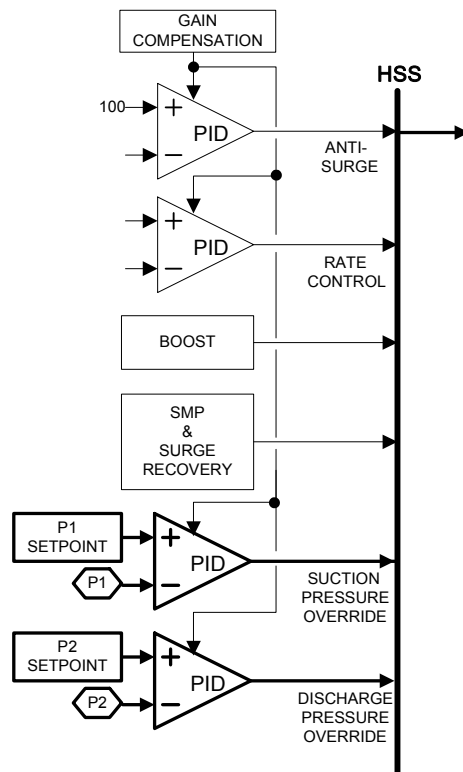 GAIN
COMPENSATION
HSS
100
+
PID
−
ANTI-
SURGE
+
PID
−
RATE
CONTROL
BOOST
SMP
&
SURGE
RECOVERY
P1
SETPOINT
+
PID
P1
−
SUCTION
PRESSURE
OVERRIDE
P2
SETPOINT
+
PID
P2
−
DISCHARGE
PRESSURE
OVERRIDE